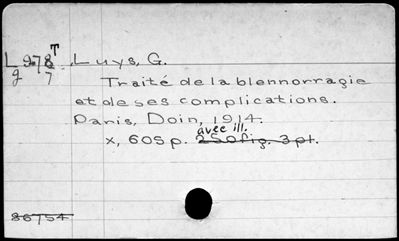 L 978 T Luys, G.
g 7
Traité de la blennorragie
et de ses complications.
Paris, Doin, 1914.
x, 605 p. avec ill. 250 fig. 3 pl.
86754